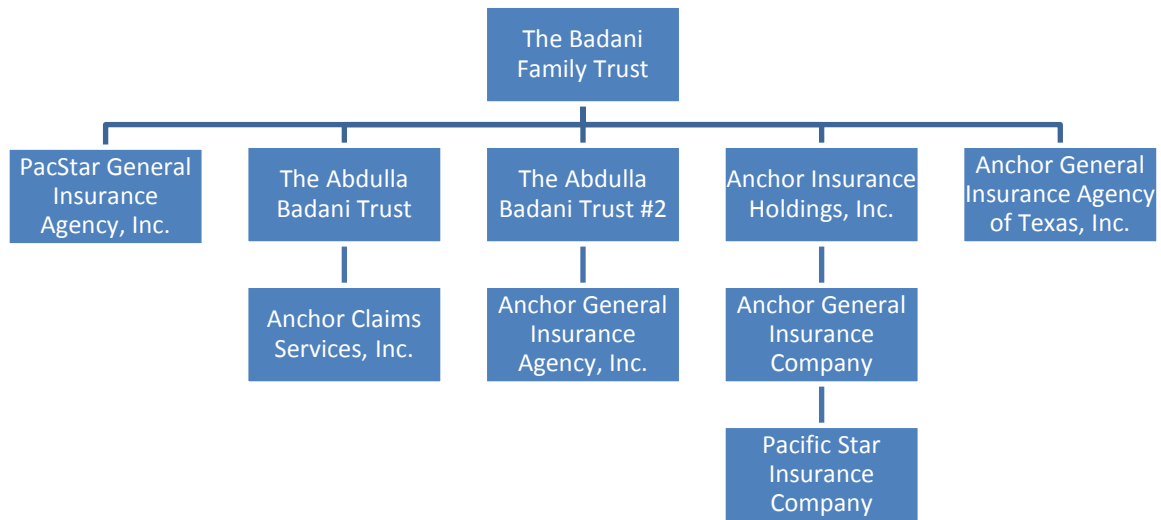 The Badani
Family Trust
PacStar General
Insurance
Agency, Inc.
The Abdulla
Badani Trust
The Abdulla
Badani Trust #2
Anchor Insurance
Holdings, Inc.
Anchor General
Insurance Agency
of Texas, Inc.
Anchor Claims
Services, Inc.
Anchor General
Insurance
Agency, Inc.
Anchor General
Insurance
Company
Pacific Star
Insurance
Company